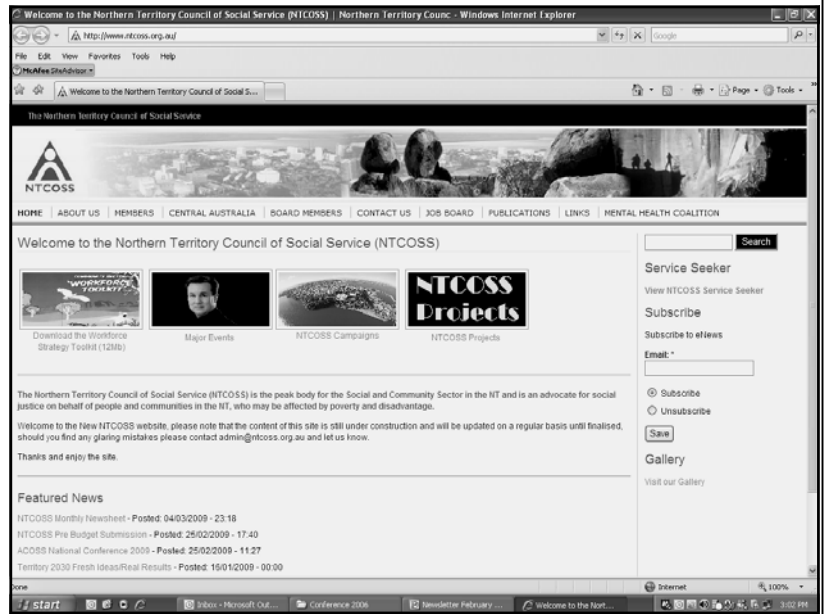 Welcome to the Northern Territory Council of Social Service (NTCOSS) | Northern Territory Counc - Windows Internet Explorer
http://www.ntcoss.org.au/
Google
File Edit View Favorites Tools Help
McAfee SiteAdvisor
Welcome to the Northern Territory Council of Social S...
Page Tools
The Northern Territory Council of Social Service
NTCOSS
HOME ABOUT US MEMBERS CENTRAL AUSTRALIA BOARD MEMBERS CONTACT US JOB BOARD PUBLICATIONS LINKS MENTAL HEALTH COALITION
Welcome to the Northern Territory Council of Social Service (NTCOSS)
WORKFORCE
TOOLKIT
NTCOSS
Projects
Download the Workforce
Strategy Toolkit (12Mb)
Major Events
NTCOSS Campaigns
NTCOSS Projects
The Northern Territory Council of Social Service (NTCOSS) is the peak body for the Social and Community Sector in the NT and is an advocate for social
justice on behalf of people and communities in the NT, who may be affected by poverty and disadvantage.
Welcome to the New NTCOSS website, please note that the content of this site is still under construction and will be updated on a regular basis until finalised,
should you find any glaring mistakes please contact admin@ntcoss.org.au and let us know.
Thanks and enjoy the site.
Featured News
NTCOSS Monthly Newsheet - Posted: 04/03/2009 - 23:18
NTCOSS Pre Budget Submission - Posted: 25/02/2009 - 17:40
ACOSS National Conference 2009 - Posted: 25/02/2009 - 11:27
Territory 2030 Fresh Ideas/Real Results - Posted: 16/01/2009 - 00:00
Search
Service Seeker
View NTCOSS Service Seeker
Subscribe
Subscribe to eNews
Email: *
Subscribe
Unsubscribe
Save
Gallery
Visit our Gallery
Done
Internet
100%
start
Inbox - Microsoft Out...
Conference 2006
Newsletter February ...
Welcome to the Nort...
3:02 PM